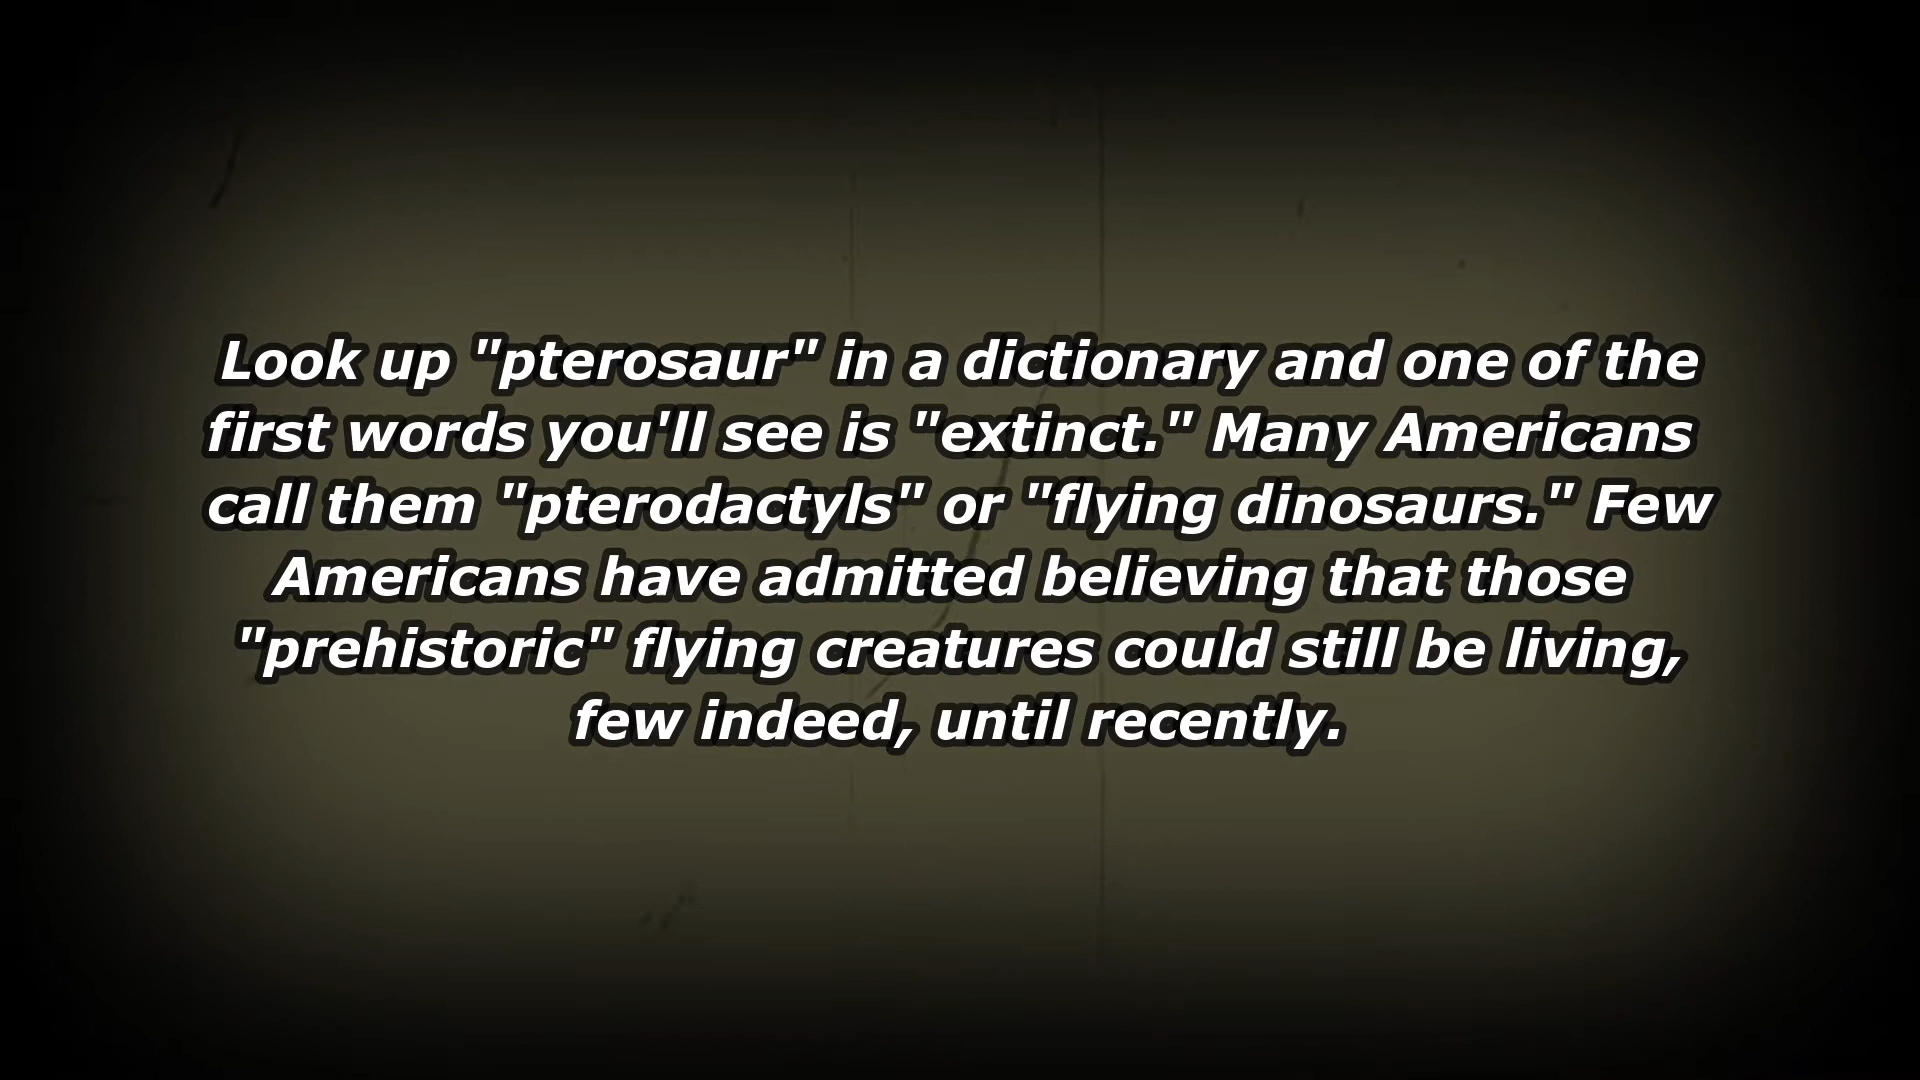 Look up "pterosaur" in a dictionary and one of the
first words you'll see is "extinct." Many Americans
call them "pterodactyls" or "flying dinosaurs." Few
Americans have admitted believing that those
"prehistoric" flying creatures could still be living,
few indeed, until recently.